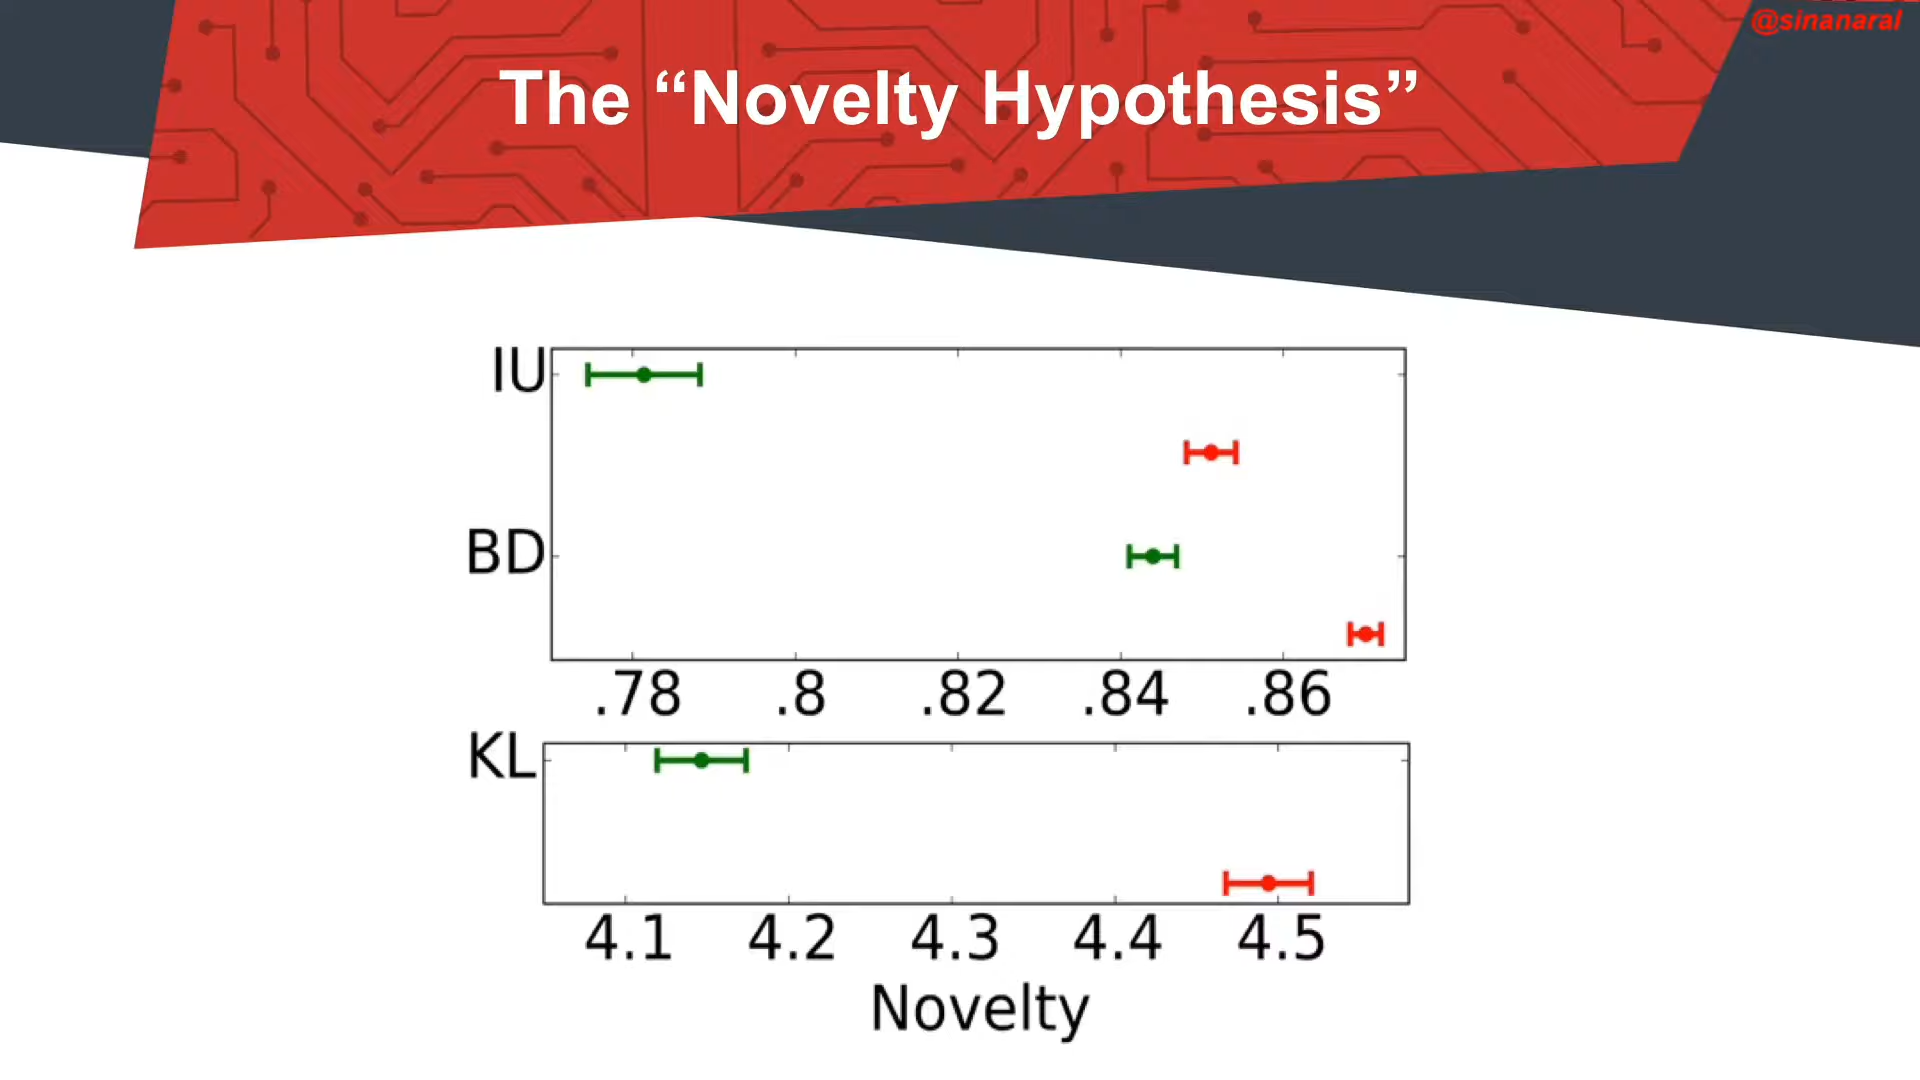 @sinanaral
The “Novelty Hypothesis”
IU
BD
.78 .8 .82 .84 .86
KL
4.1 4.2 4.3 4.4 4.5
Novelty